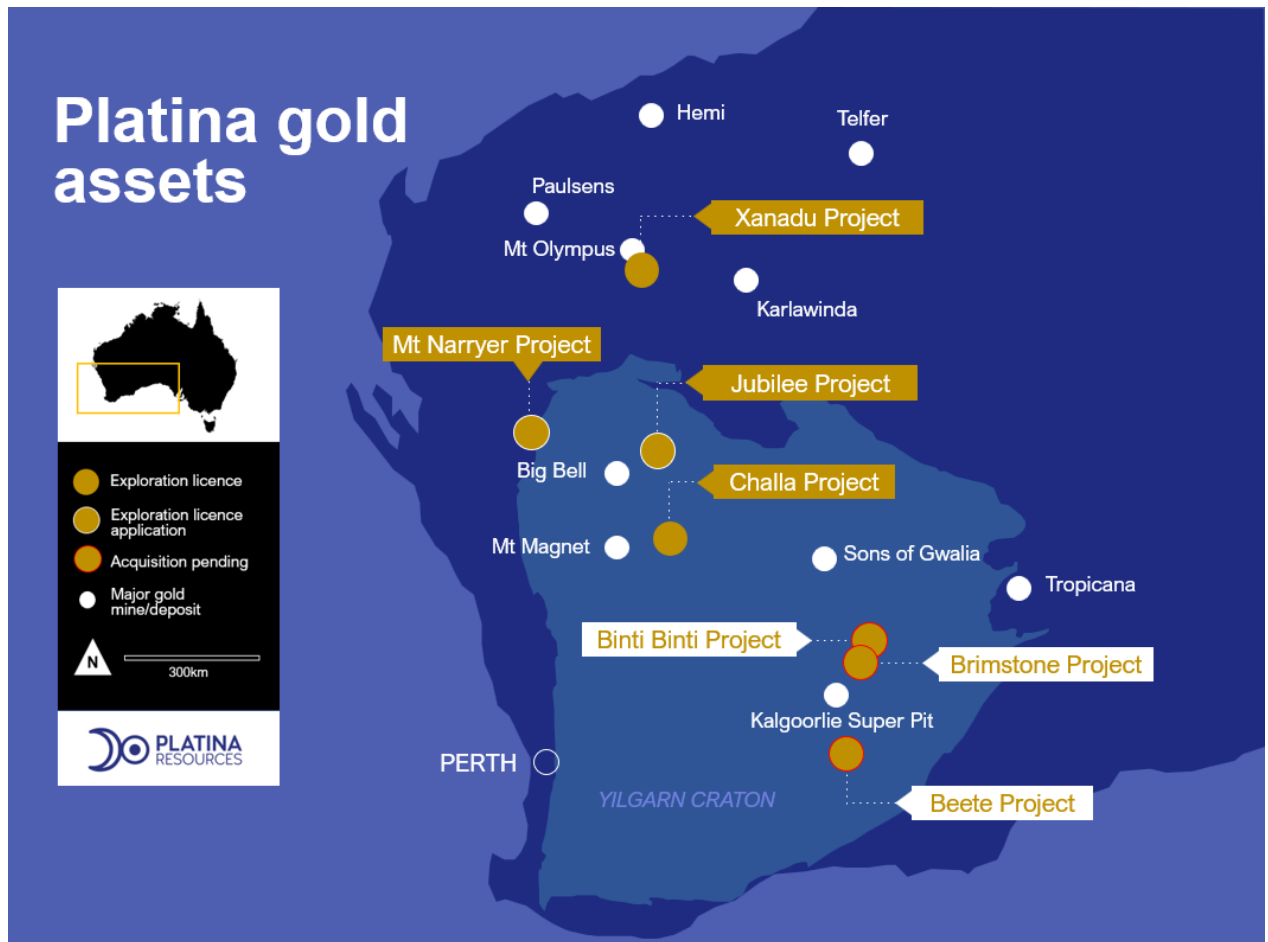 Platina gold
assets
Hemi
Telfer
Paulsens
Xanadu Project
Mt Olympus
Karlawinda
Mt Narryer Project
Jubilee Project
Big Bell
Challa Project
Mt Magnet
Sons of Gwalia
Tropicana
Binti Binti Project
Brimstone Project
Kalgoorlie Super Pit
PERTH
YILGARN CRATON
Beete Project
Exploration licence
Exploration licence
application
Acquisition pending
Major gold
mine/deposit
N
300km
PLATINA
RESOURCES